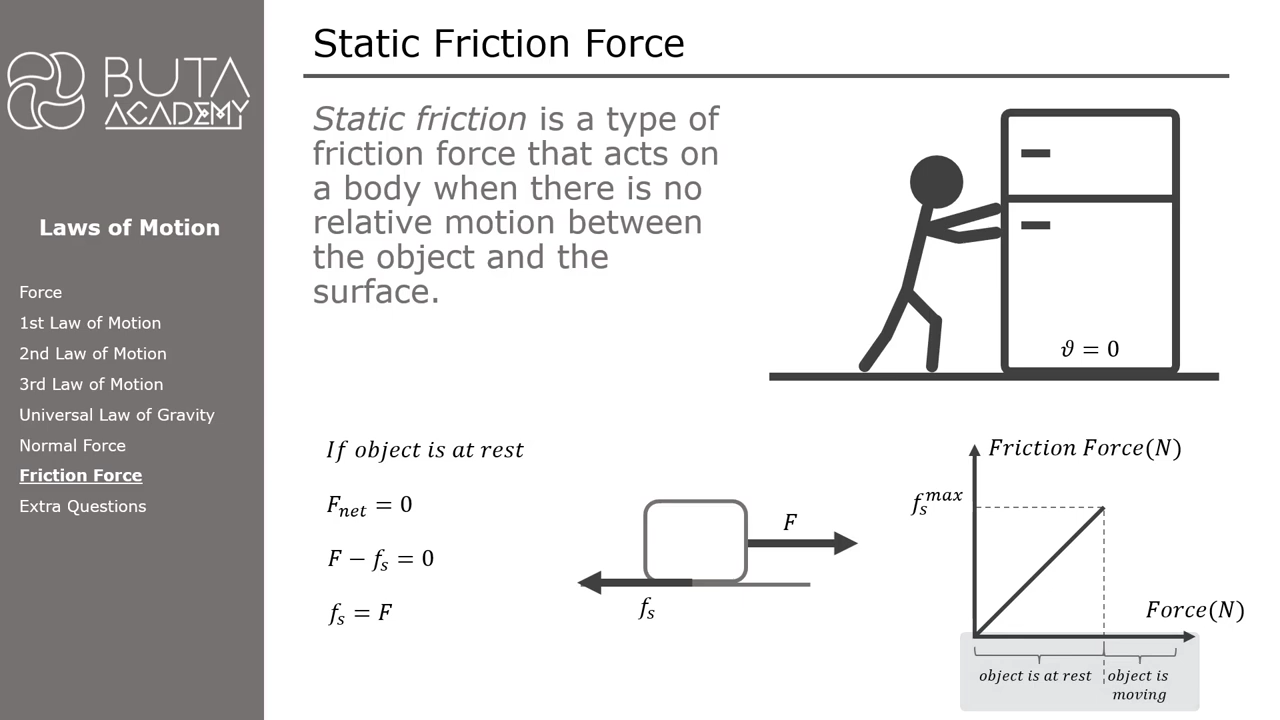 BUTA
ACADEMY
Laws of Motion
Force
1st Law of Motion
2nd Law of Motion
3rd Law of Motion
Universal Law of Gravity
Normal Force
Friction Force
Extra Questions
Static Friction Force
Static friction is a type of
friction force that acts on
a body when there is no
relative motion between
the object and the
surface.
ϑ = 0
If object is at rest
F_net = 0
F − f_s = 0
f_s = F
F
f_s
Friction Force(N)
f_s^max
Force(N)
object is at rest
object is
moving